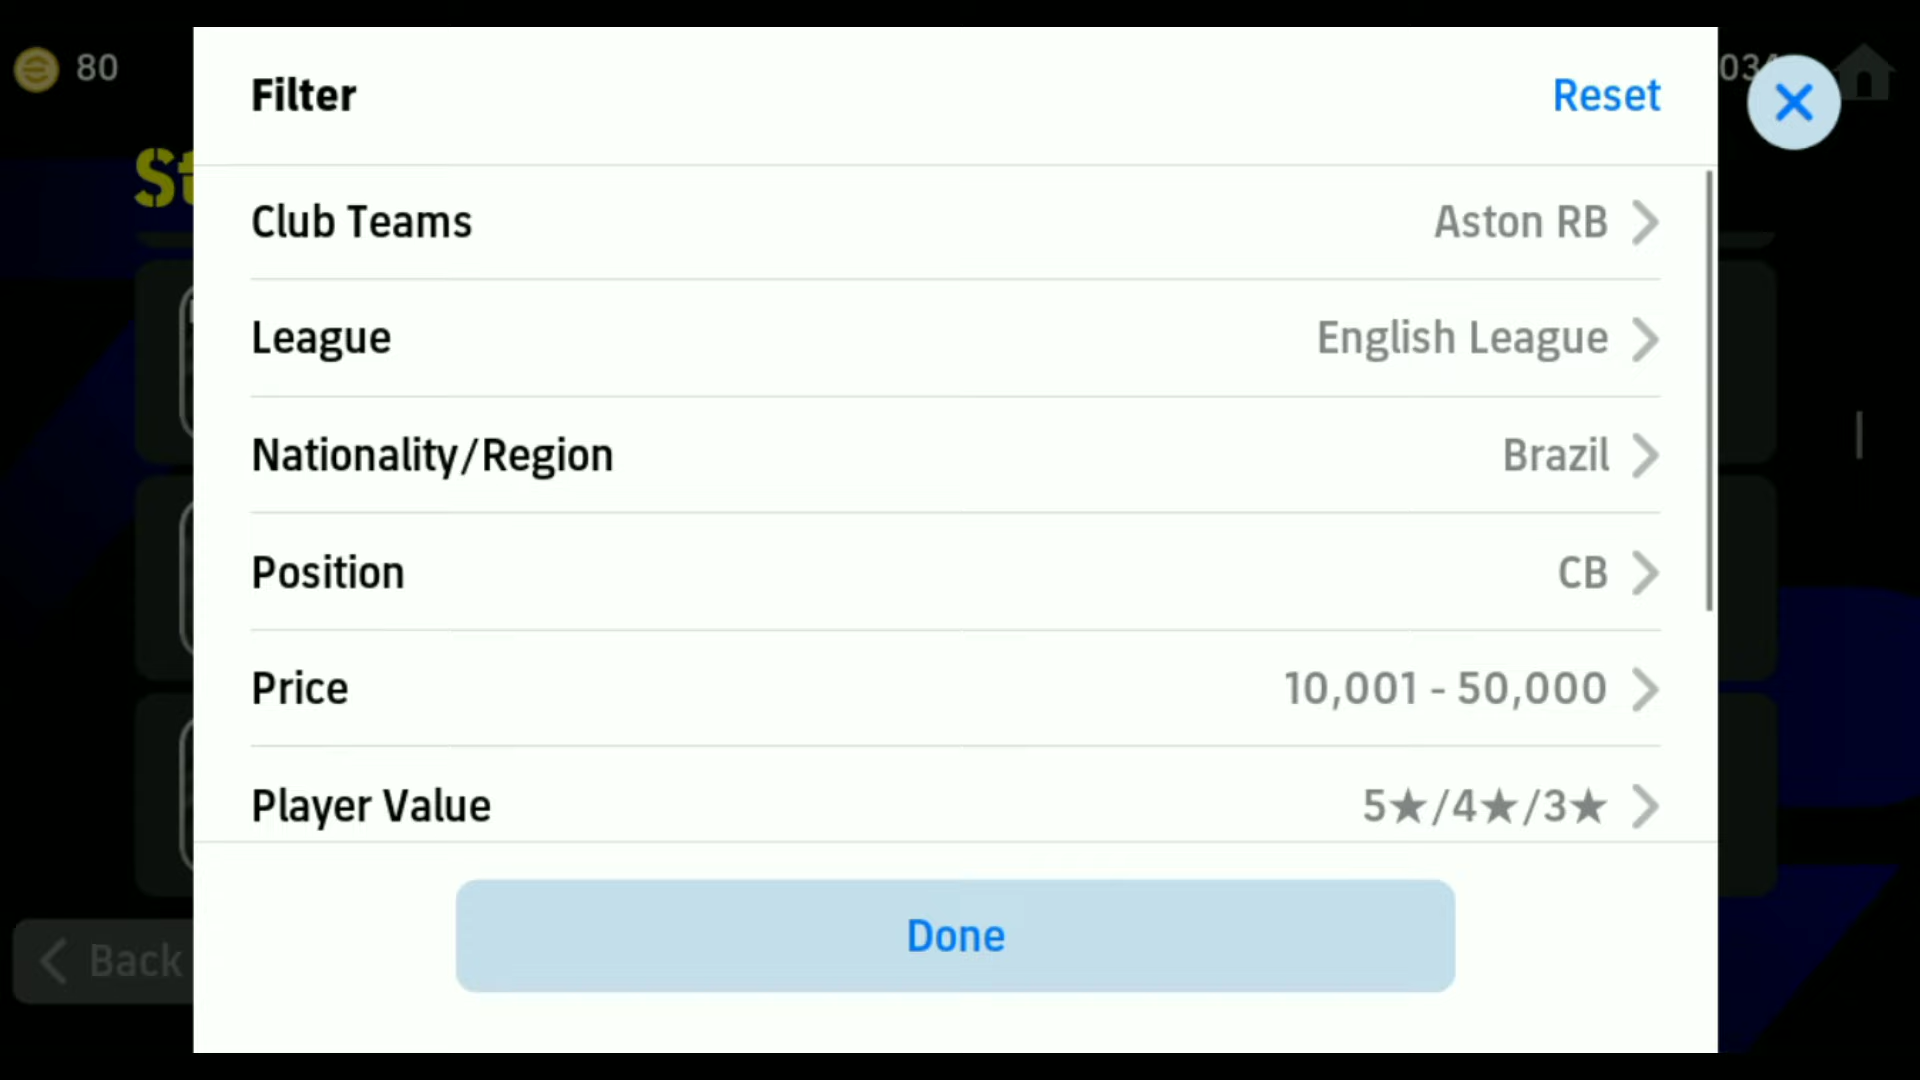 80
Filter
Reset
Club Teams
Aston RB
League
English League
Nationality/Region
Brazil
Position
CB
Price
10,001 - 50,000
Player Value
5★/4★/3★
Done
Back